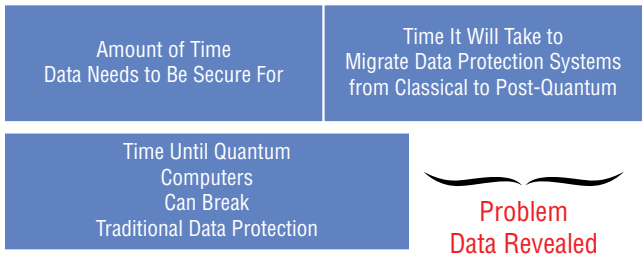 Amount of Time
Data Needs to Be Secure For
Time It Will Take to
Migrate Data Protection Systems
from Classical to Post-Quantum
Time Until Quantum
Computers
Can Break
Traditional Data Protection
Problem
Data Revealed